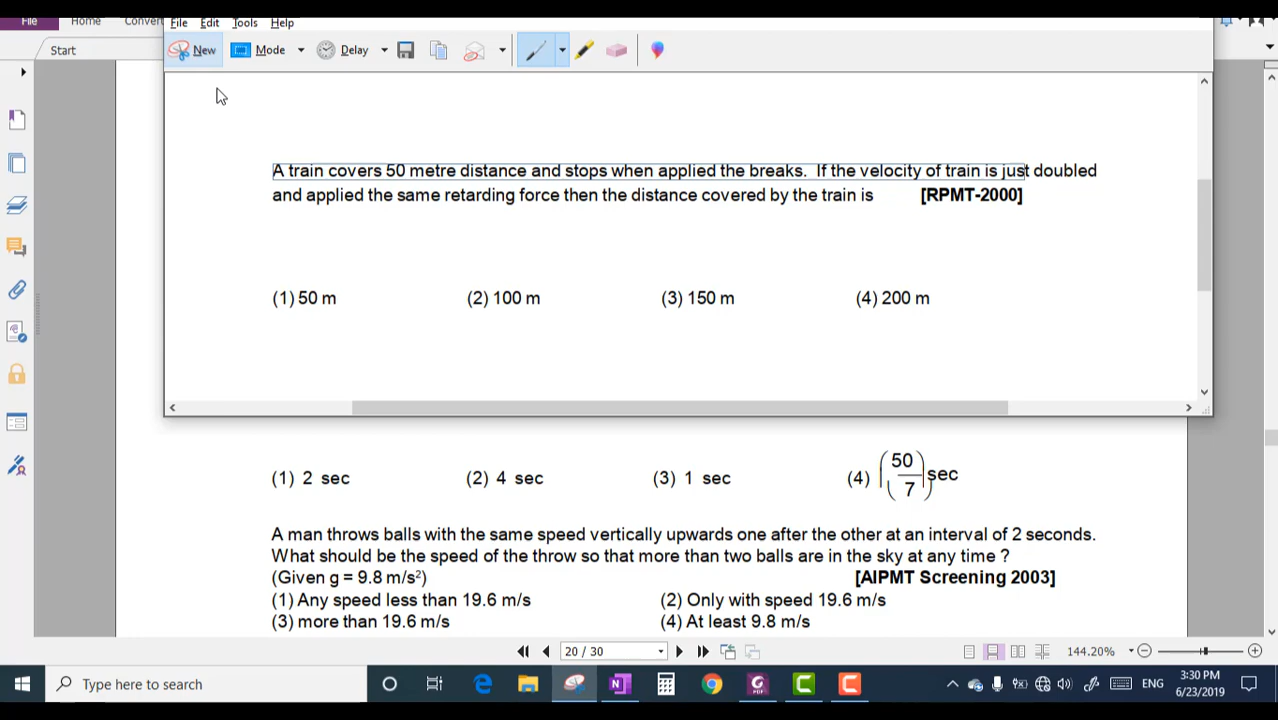 File Home Convert
File Edit Tools Help
Start
New Mode Delay
A train covers 50 metre distance and stops when applied the breaks. If the velocity of train is just doubled
and applied the same retarding force then the distance covered by the train is [RPMT-2000]
(1) 50 m (2) 100 m (3) 150 m (4) 200 m
(1) 2 sec (2) 4 sec (3) 1 sec (4) (50/7) sec
A man throws balls with the same speed vertically upwards one after the other at an interval of 2 seconds.
What should be the speed of the throw so that more than two balls are in the sky at any time ?
(Given g = 9.8 m/s²) [AIPMT Screening 2003]
(1) Any speed less than 19.6 m/s (2) Only with speed 19.6 m/s
(3) more than 19.6 m/s (4) At least 9.8 m/s
20 / 30 144.20%
Type here to search
ENG
3:30 PM
6/23/2019